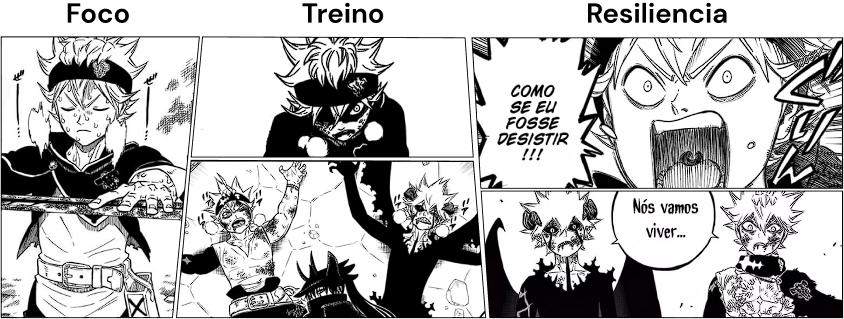 Foco
Treino
Resiliencia
COMO
SE EU
FOSSE
DESISTIR
!!!
Nós vamos
viver...